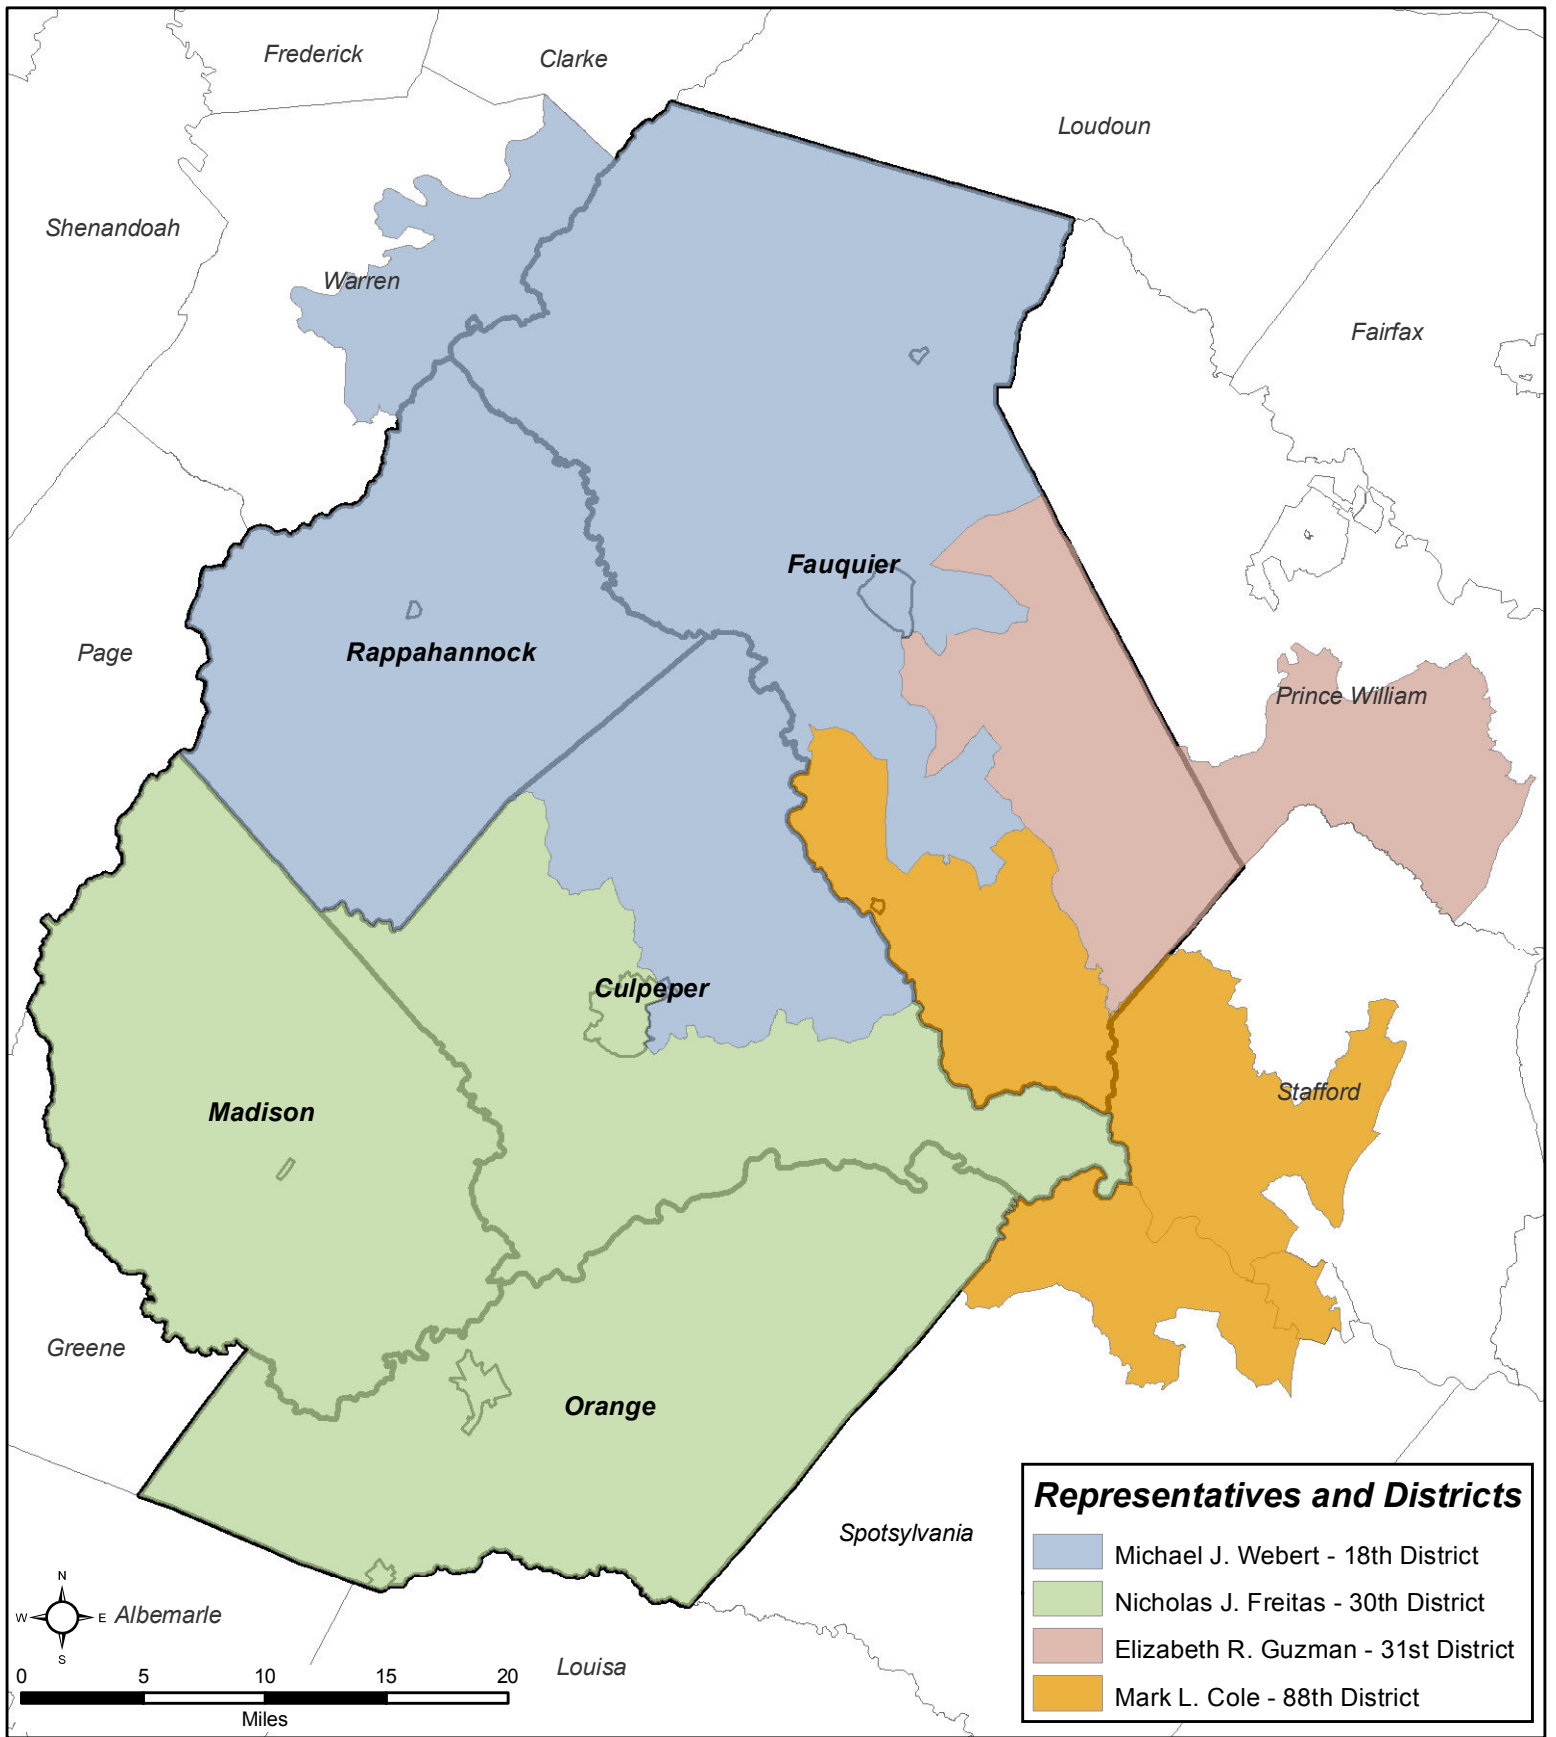 Frederick
Clarke
Loudoun
Shenandoah
Warren
Fairfax
Fauquier
Page
Rappahannock
Prince William
Culpeper
Madison
Stafford
Greene
Orange
Spotsylvania
Albemarle
Louisa
N
W
E
S
0 5 10 15 20
Miles
Representatives and Districts
Michael J. Webert - 18th District
Nicholas J. Freitas - 30th District
Elizabeth R. Guzman - 31st District
Mark L. Cole - 88th District